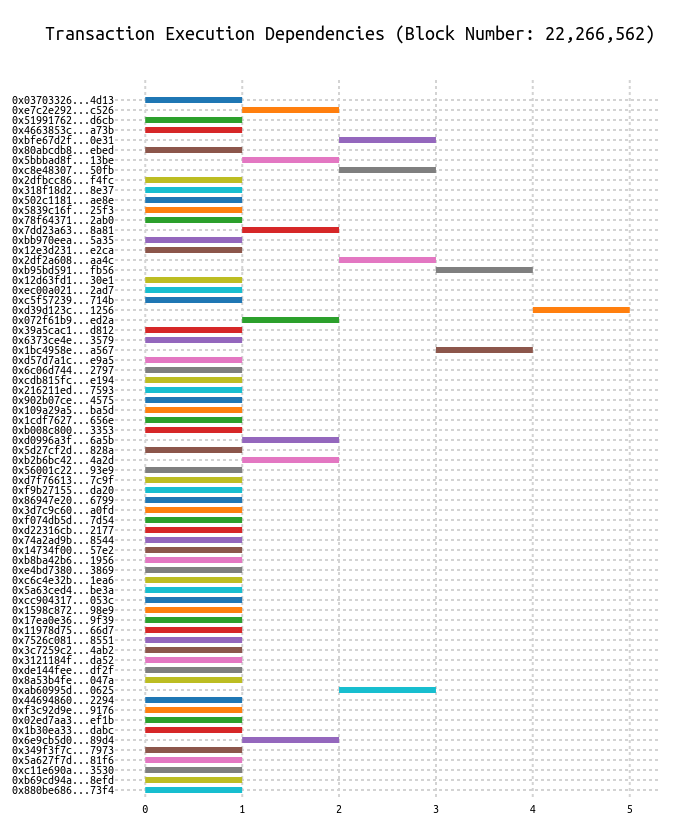 Transaction Execution Dependencies (Block Number: 22,266,562)
0x03703326...4d13
0xe7c2e292...c526
0x51991762...d6cb
0x4663853c...a73b
0xbfe67d2f...0e31
0x80abcdb8...ebed
0x5bbbad8f...13be
0xc8e48307...50fb
0x2dfbcc86...f4fc
0x318f18d2...8e37
0x502c1181...ae8e
0x5839c16f...25f3
0x78f64371...2ab0
0x7dd23a63...8a81
0xbb970eea...5a35
0x12e3d231...e2ca
0x2df2a608...aa4c
0xb95bd591...fb56
0x12d63fd1...30e1
0xec00a021...2ad7
0xc5f57239...714b
0xd39d123c...1256
0x072f61b9...ed2a
0x39a5cac1...d812
0x6373ce4e...3579
0x1bc4958e...a567
0xd57d7a1c...e9a5
0x6c06d744...2797
0xcdb815fc...e194
0x216211ed...7593
0x902b07ce...4575
0x109a29a5...ba5d
0x1cdf7627...656e
0xb008c800...3353
0xd0996a3f...6a5b
0x5d27cf2d...828a
0xb2b6bc42...4a2d
0x56001c22...93e9
0xd7f76613...7c9f
0xf9b27155...da20
0x86947e20...6799
0x3d7c9c60...a0fd
0xf074db5d...7d54
0xd22316cb...2177
0x74a2ad9b...8544
0x14734f00...57e2
0xb8ba42b6...1956
0xe4bd7380...3869
0xc6c4e32b...1ea6
0x5a63ced4...be3a
0xcc904317...053c
0x1598c872...98e9
0x17ea0e36...9f39
0x11978d75...66d7
0x7526c081...8551
0x3c7259c2...4ab2
0x3121184f...da52
0xde144fee...df2f
0x8a53b4fe...047a
0xab60995d...0625
0x44694860...2294
0xf3c92d9e...9176
0x02ed7aa3...ef1b
0x1b30ea33...dabc
0x6e9cb5d0...89d4
0x349f3f7c...7973
0x5a627f7d...81f6
0xc11e690a...3530
0xb69cd94a...8efd
0x880be686...73f4
0 1 2 3 4 5